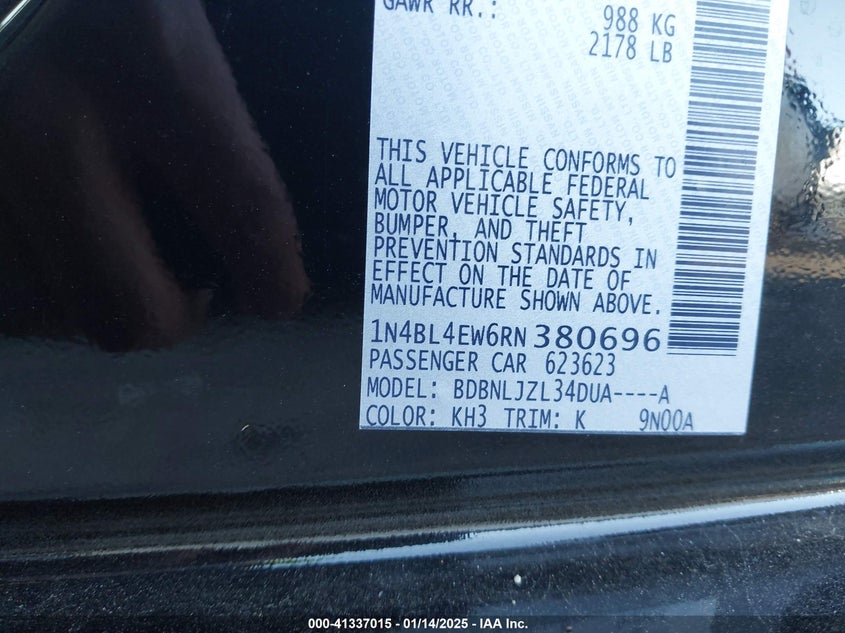 GAWR RR.: 988 KG
2178 LB
THIS VEHICLE CONFORMS TO
ALL APPLICABLE FEDERAL
MOTOR VEHICLE SAFETY,
BUMPER, AND THEFT
PREVENTION STANDARDS IN
EFFECT ON THE DATE OF
MANUFACTURE SHOWN ABOVE.
1N4BL4EW6RN380696
PASSENGER CAR 623623
MODEL: BDBNLJZL34DUA----A
COLOR: KH3 TRIM: K 9N00A
000-41337015 - 01/14/2025 - IAA Inc.